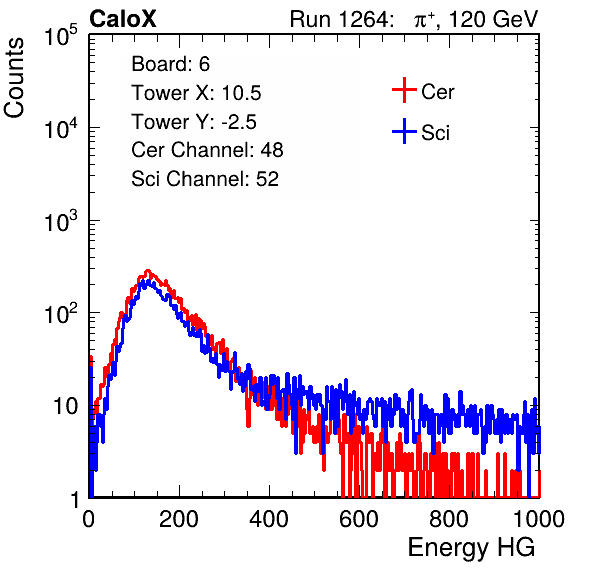 CaloX Run 1264: π⁺, 120 GeV
Counts
10⁵
10⁴
10³
10²
10
1
Board: 6
Tower X: 10.5
Tower Y: -2.5
Cer Channel: 48
Sci Channel: 52
Cer
Sci
0 200 400 600 800 1000
Energy HG